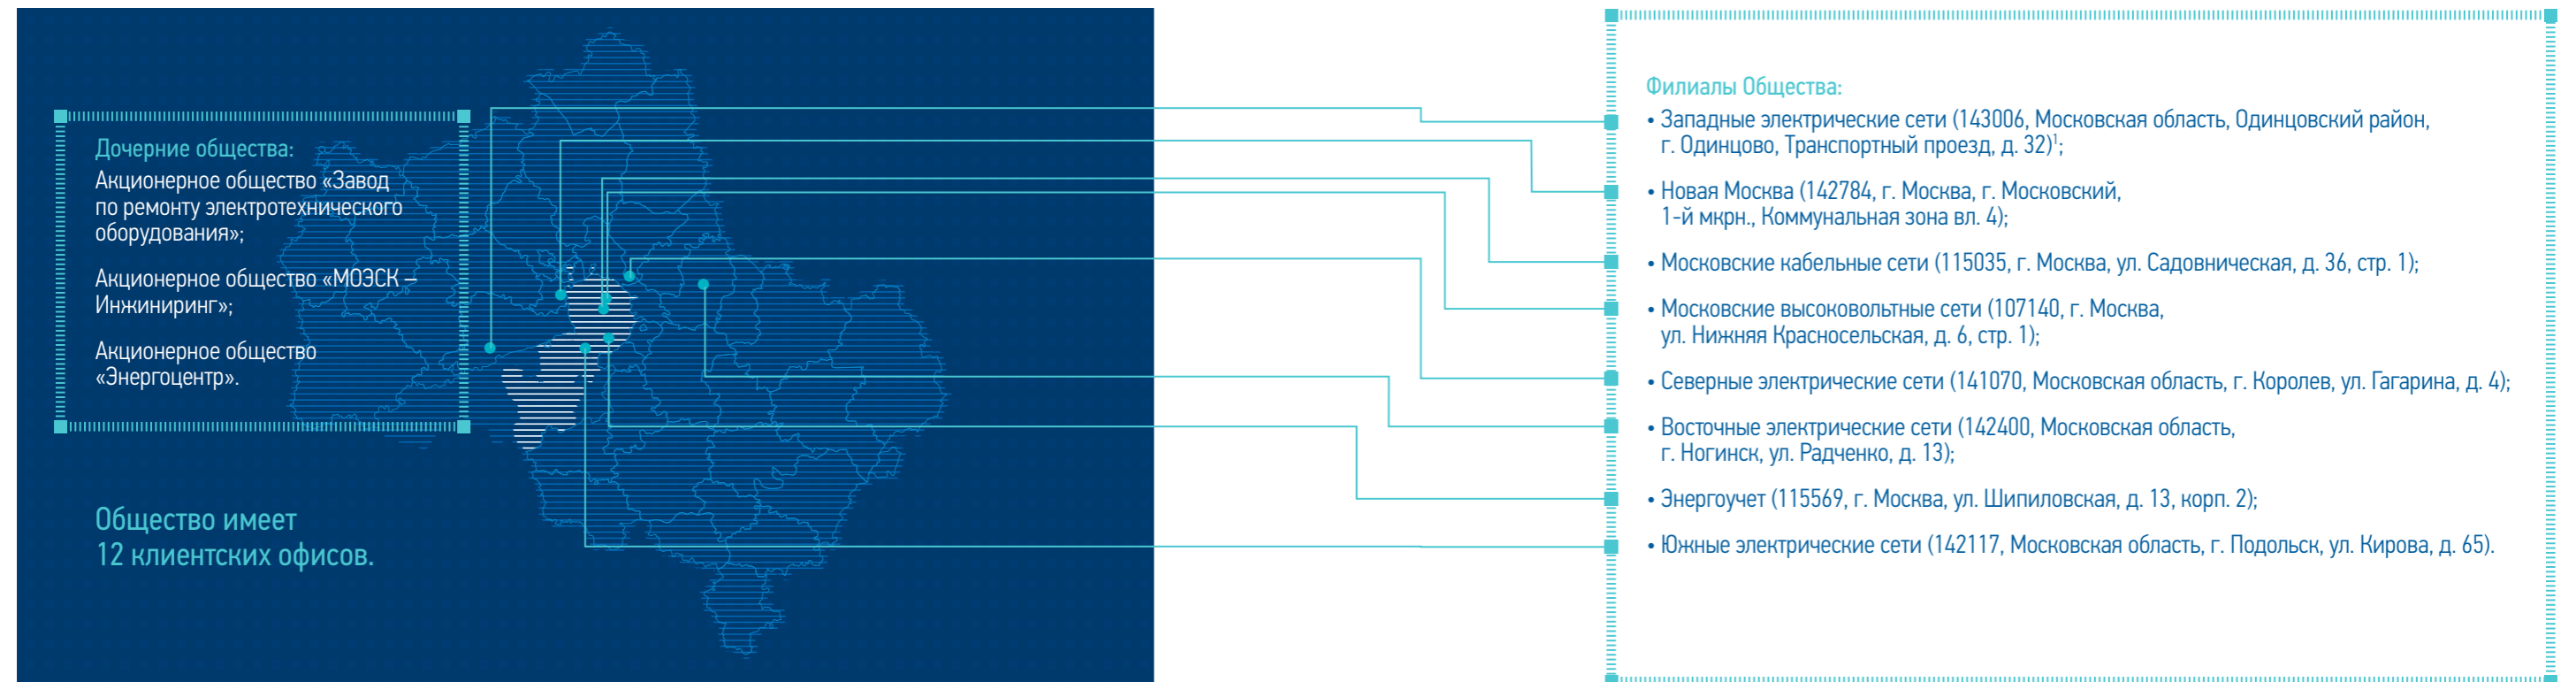 Дочерние общества:
Акционерное общество «Завод
по ремонту электротехнического
оборудования»;
Акционерное общество «МОЭСК –
Инжиниринг»;
Акционерное общество
«Энергоцентр».
Общество имеет
12 клиентских офисов.
Филиалы Общества:
• Западные электрические сети (143006, Московская область, Одинцовский район,
г. Одинцово, Транспортный проезд, д. 32)¹;
• Новая Москва (142784, г. Москва, г. Московский,
1-й мкрн., Коммунальная зона вл. 4);
• Московские кабельные сети (115035, г. Москва, ул. Садовническая, д. 36, стр. 1);
• Московские высоковольтные сети (107140, г. Москва,
ул. Нижняя Красносельская, д. 6, стр. 1);
• Северные электрические сети (141070, Московская область, г. Королев, ул. Гагарина, д. 4);
• Восточные электрические сети (142400, Московская область,
г. Ногинск, ул. Радченко, д. 13);
• Энергоучет (115569, г. Москва, ул. Шипиловская, д. 13, корп. 2);
• Южные электрические сети (142117, Московская область, г. Подольск, ул. Кирова, д. 65).